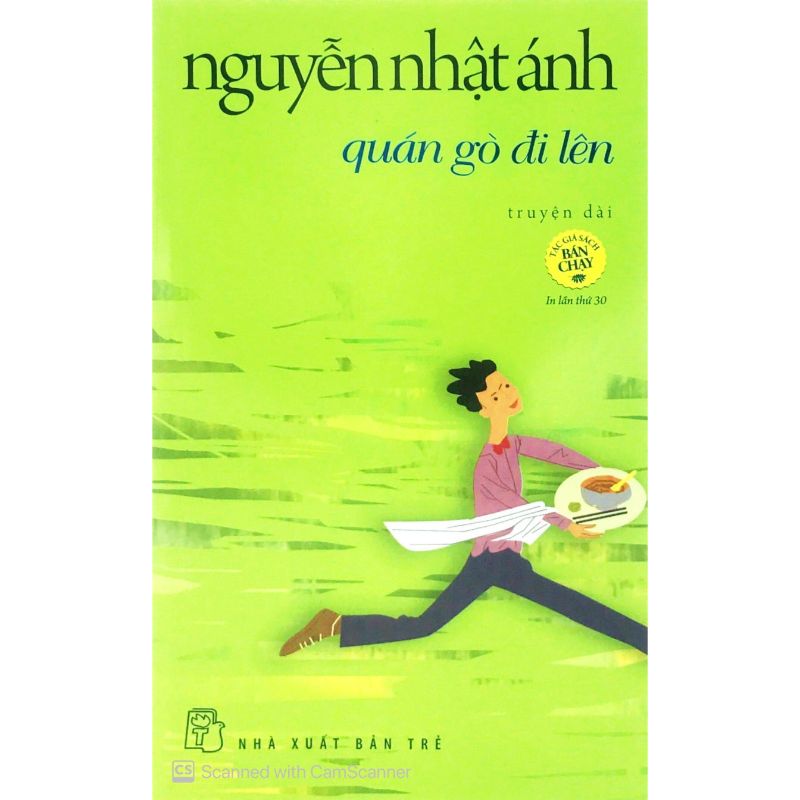 nguyễn nhật ánh
quán gò đi lên
truyện dài
TÁC GIẢ SÁCH
BÁN
CHẠY
In lần thứ 30
T
NHÀ XUẤT BẢN TRẺ
CS Scanned with CamScanner